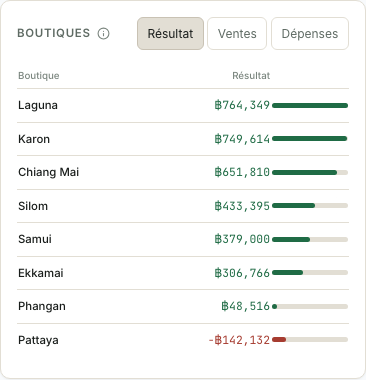 BOUTIQUES Résultat Ventes Dépenses
Boutique Résultat
Laguna ฿764,349
Karon ฿749,614
Chiang Mai ฿651,810
Silom ฿433,395
Samui ฿379,000
Ekkamai ฿306,766
Phangan ฿48,516
Pattaya -฿142,132